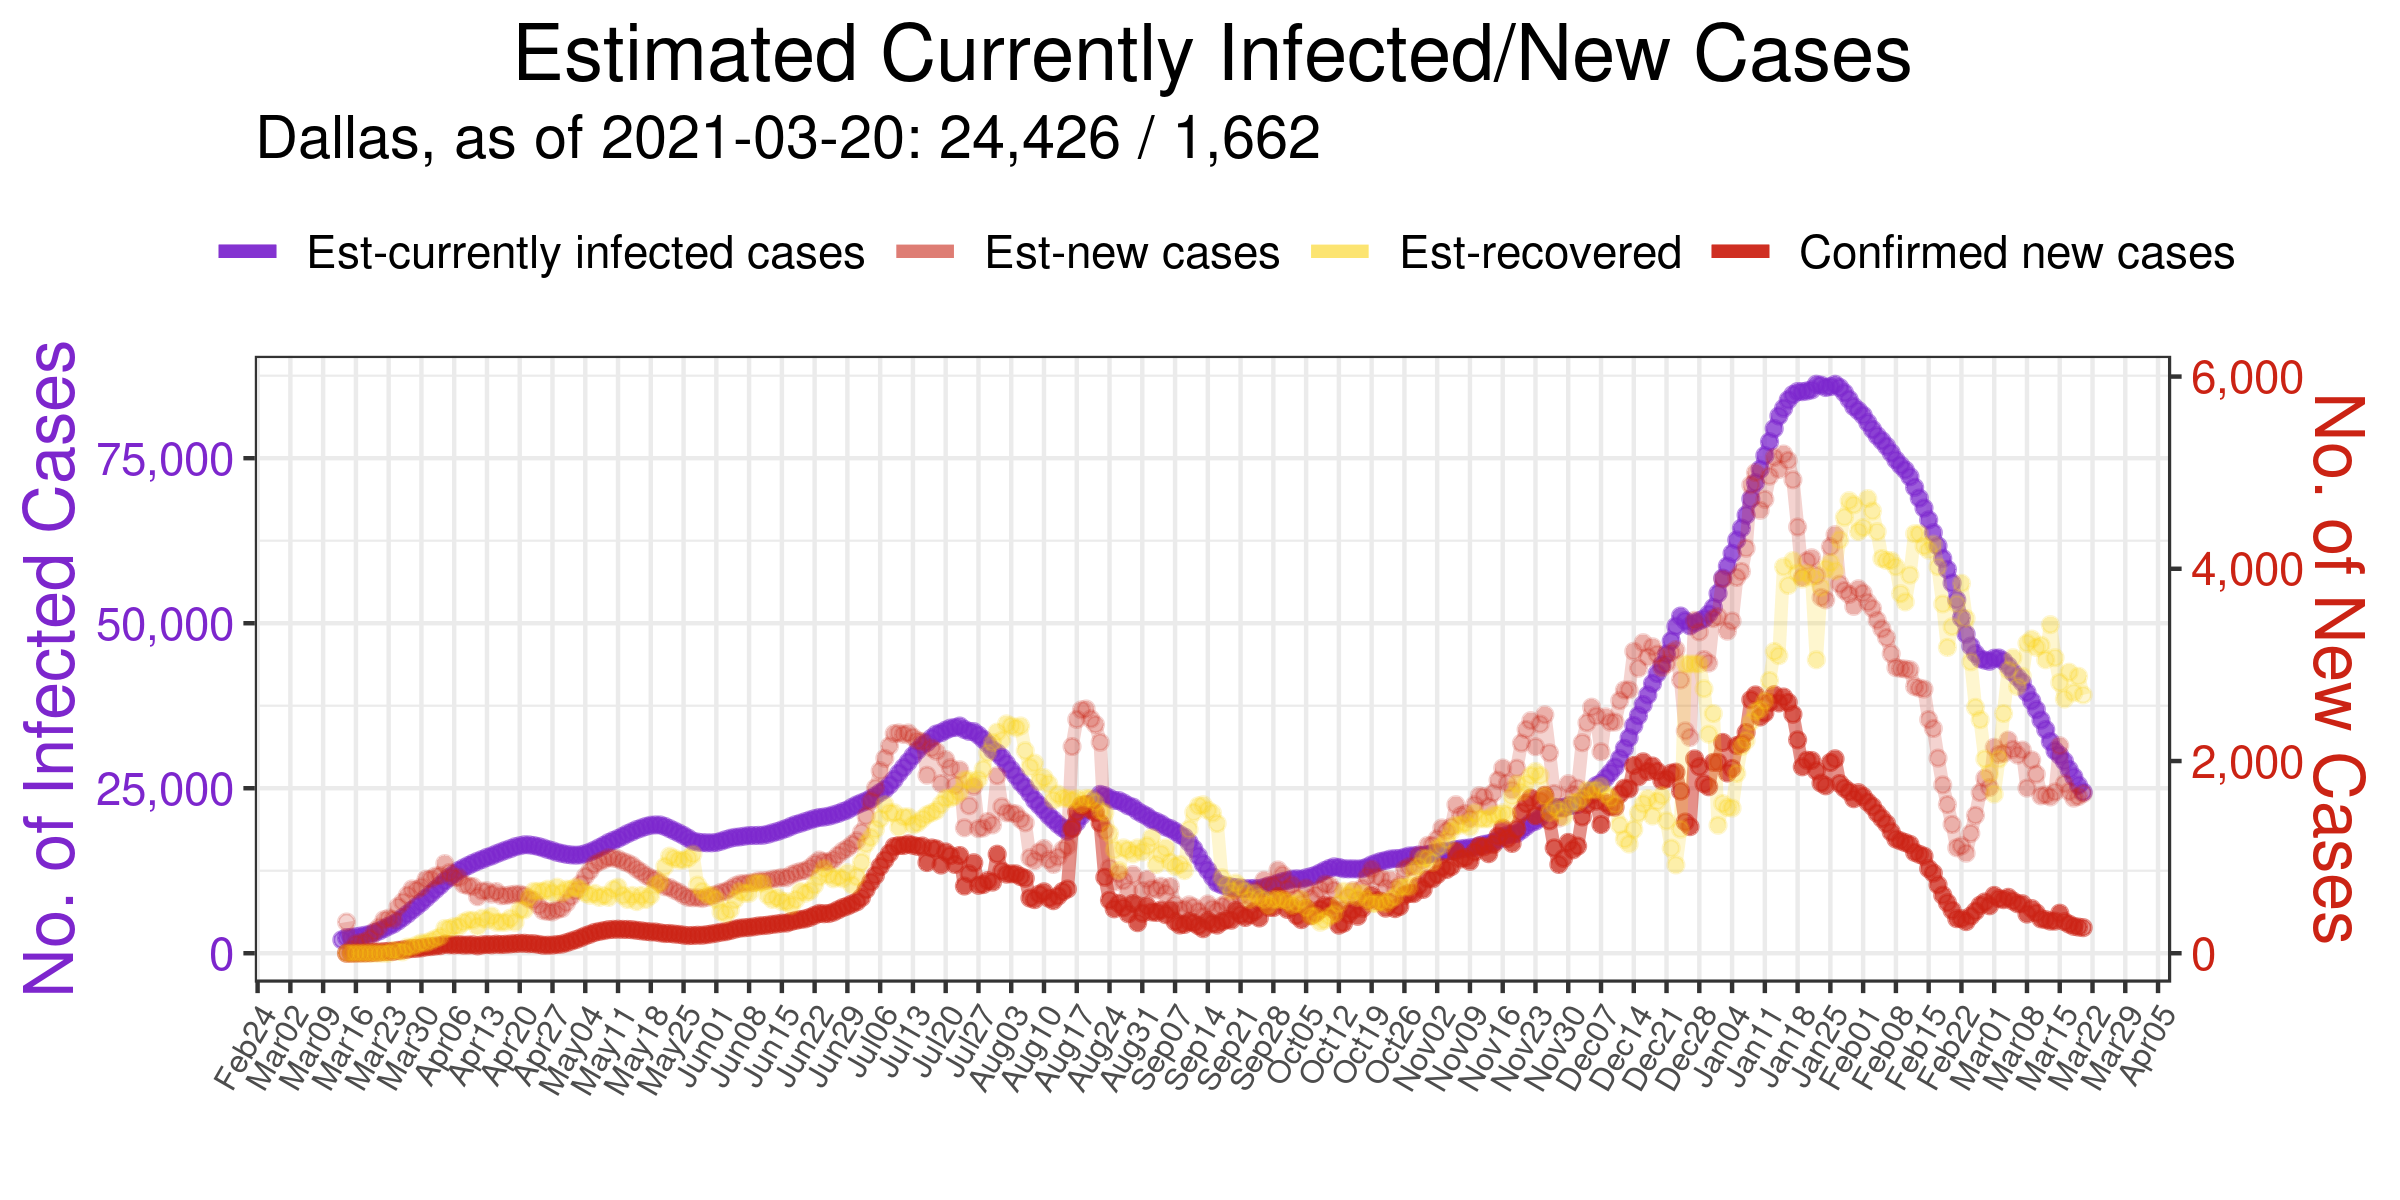 Estimated Currently Infected/New Cases
Dallas, as of 2021-03-20: 24,426 / 1,662
Est-currently infected cases Est-new cases Est-recovered Confirmed new cases
No. of Infected Cases
75,000
50,000
25,000
0
6,000
4,000
2,000
0
No. of New Cases
Feb24 Mar02 Mar09 Mar16 Mar23 Mar30 Apr06 Apr13 Apr20 Apr27 May04 May11 May18 May25 Jun01 Jun08 Jun15 Jun22 Jun29 Jul06 Jul13 Jul20 Jul27 Aug03 Aug10 Aug17 Aug24 Aug31 Sep07 Sep14 Sep21 Sep28 Oct05 Oct12 Oct19 Oct26 Nov02 Nov09 Nov16 Nov23 Nov30 Dec07 Dec14 Dec21 Dec28 Jan04 Jan11 Jan18 Jan25 Feb01 Feb08 Feb15 Feb22 Mar01 Mar08 Mar15 Mar22 Mar29 Apr05